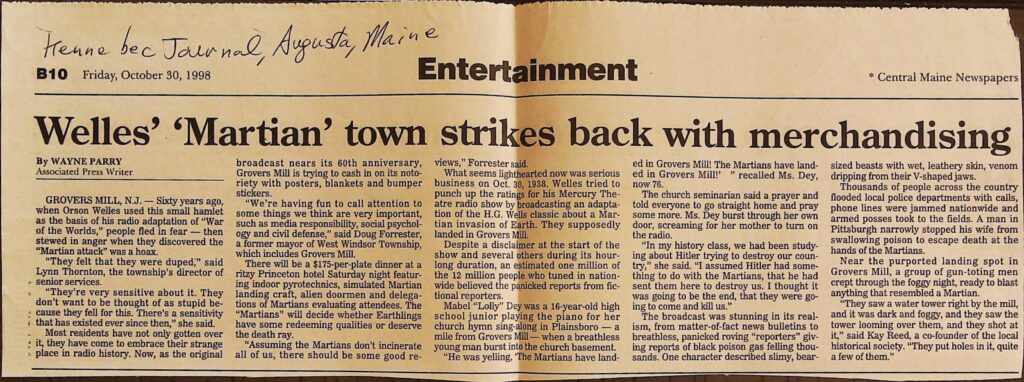 Kennebec Journal, Augusta, Maine
B10 Friday, October 30, 1998
Entertainment
* Central Maine Newspapers
Welles' 'Martian' town strikes back with merchandising
By WAYNE PARRY
Associated Press Writer
GROVERS MILL, N.J. — Sixty years ago,
when Orson Welles used this small hamlet
as the basis of his radio adaptation of "War
of the Worlds," people fled in fear — then
stewed in anger when they discovered the
"Martian attack" was a hoax.
"They felt that they were duped," said
Lynn Thornton, the township's director of
senior services.
"They're very sensitive about it. They
don't want to be thought of as stupid be-
cause they fell for this. There's a sensitivity
that has existed ever since then," she said.
Most residents have not only gotten over
it, they have come to embrace their strange
place in radio history. Now, as the original
broadcast nears its 60th anniversary,
Grovers Mill is trying to cash in on its noto-
riety with posters, blankets and bumper
stickers.
"We're having fun to call attention to
some things we think are very important,
such as media responsibility, social psychol-
ogy and civil defense," said Doug Forrester,
a former mayor of West Windsor Township,
which includes Grovers Mill.
There will be a $175-per-plate dinner at a
ritzy Princeton hotel Saturday night featur-
ing indoor pyrotechnics, simulated Martian
landing craft, alien doormen and delega-
tions of Martians evaluating attendees. The
"Martians" will decide whether Earthlings
have some redeeming qualities or deserve
the death ray.
"Assuming the Martians don't incinerate
all of us, there should be some good re-
views," Forrester said.
What seems lighthearted now was serious
business on Oct. 30, 1938. Welles tried to
punch up the ratings for his Mercury The-
atre radio show by broadcasting an adapta-
tion of the H.G. Wells classic about a Mar-
tian invasion of Earth. They supposedly
landed in Grovers Mill.
Despite a disclaimer at the start of the
show and several others during its hour-
long duration, an estimated one million of
the 12 million people who tuned in nation-
wide believed the panicked reports from fic-
tional reporters.
Mabel "Lolly" Dey was a 16-year-old high
school junior playing the piano for her
church hymn sing-along in Plainsboro — a
mile from Grovers Mill — when a breathless
young man burst into the church basement.
"He was yelling, 'The Martians have land-
ed in Grovers Mill! The Martians have land-
ed in Grovers Mill!' " recalled Ms. Dey,
now 76.
The church seminarian said a prayer and
told everyone to go straight home and pray
some more. Ms. Dey burst through her own
door, screaming for her mother to turn on
the radio.
"In my history class, we had been study-
ing about Hitler trying to destroy our coun-
try," she said. "I assumed Hitler had some-
thing to do with the Martians, that he had
sent them here to destroy us. I thought it
was going to be the end, that they were go-
ing to come and kill us."
The broadcast was stunning in its real-
ism, from matter-of-fact news bulletins to
breathless, panicked roving "reporters" giv-
ing reports of black poison gas felling thou-
sands. One character described slimy, bear-
sized beasts with wet, leathery skin, venom
dripping from their V-shaped jaws.
Thousands of people across the country
flooded local police departments with calls,
phone lines were jammed nationwide and
armed posses took to the fields. A man in
Pittsburgh narrowly stopped his wife from
swallowing poison to escape death at the
hands of the Martians.
Near the purported landing spot in
Grovers Mill, a group of gun-toting men
crept through the foggy night, ready to blast
anything that resembled a Martian.
"They saw a water tower right by the mill,
and it was dark and foggy, and they saw the
tower looming over them, and they shot at
it," said Kay Reed, a co-founder of the local
historical society. "They put holes in it, quite
a few of them."